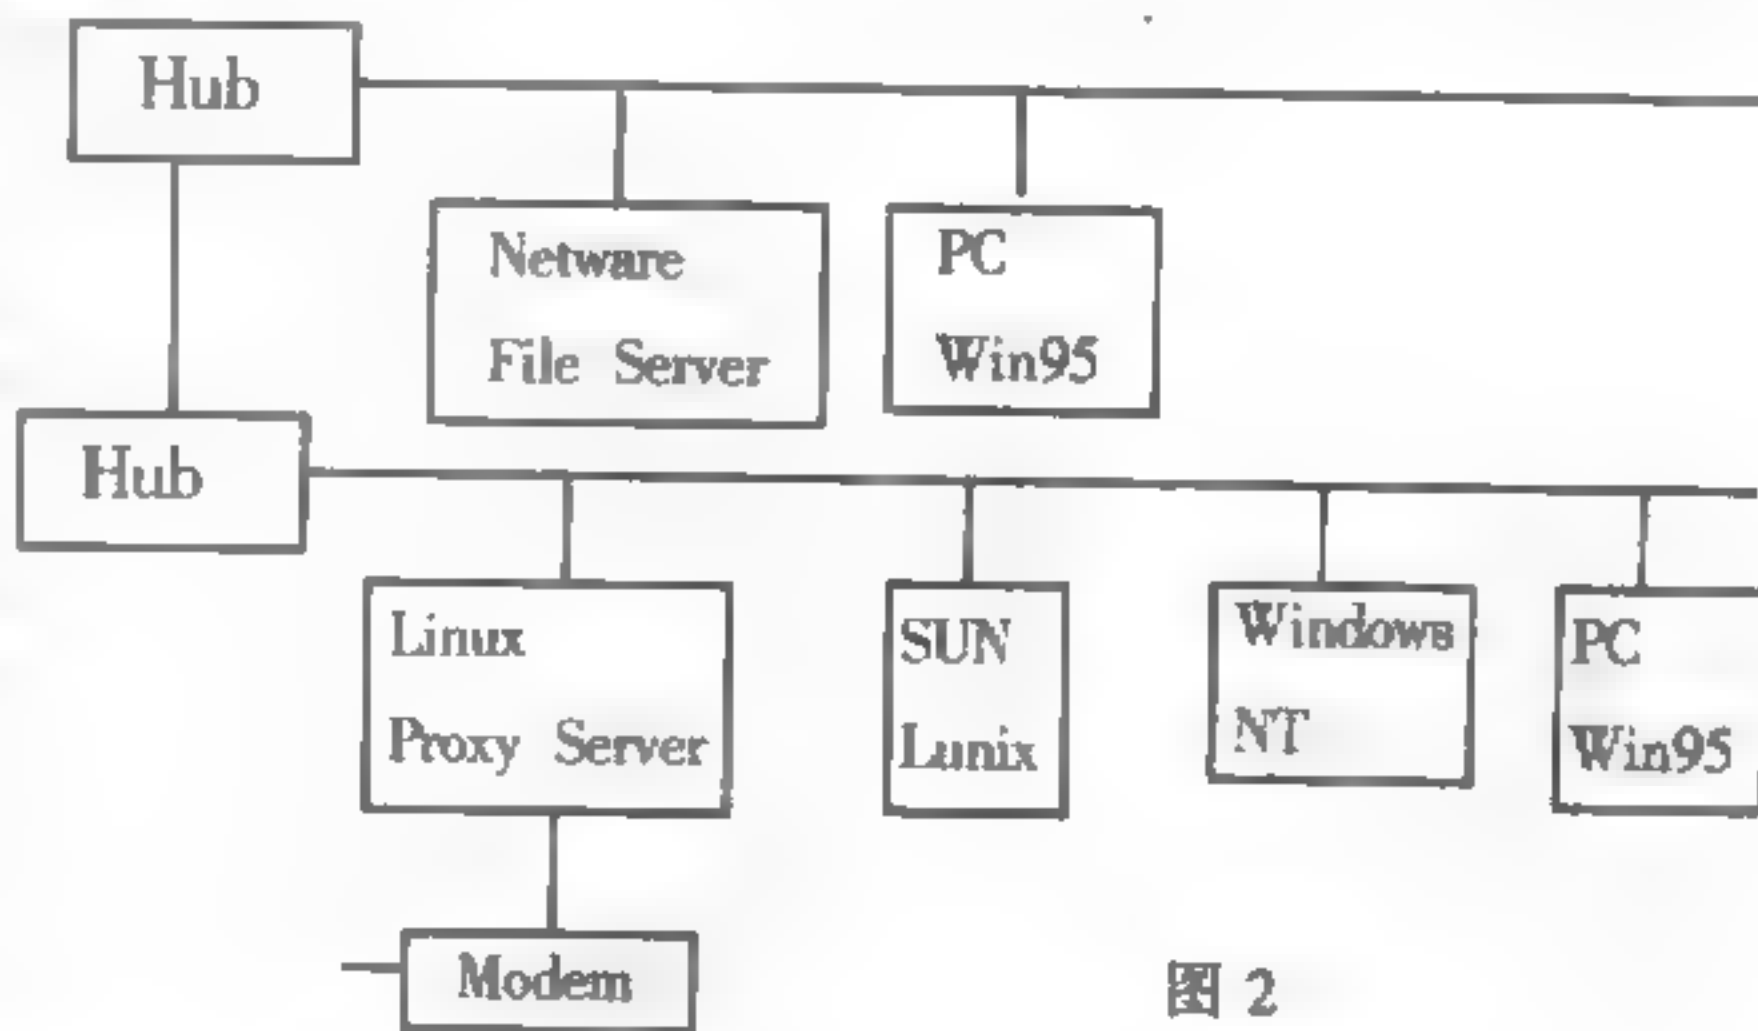 Hub
Netware
File Server
PC
Win95
Hub
Linux
Proxy Server
SUN
Lunix
Windows
NT
PC
Win95
Modem
图 2